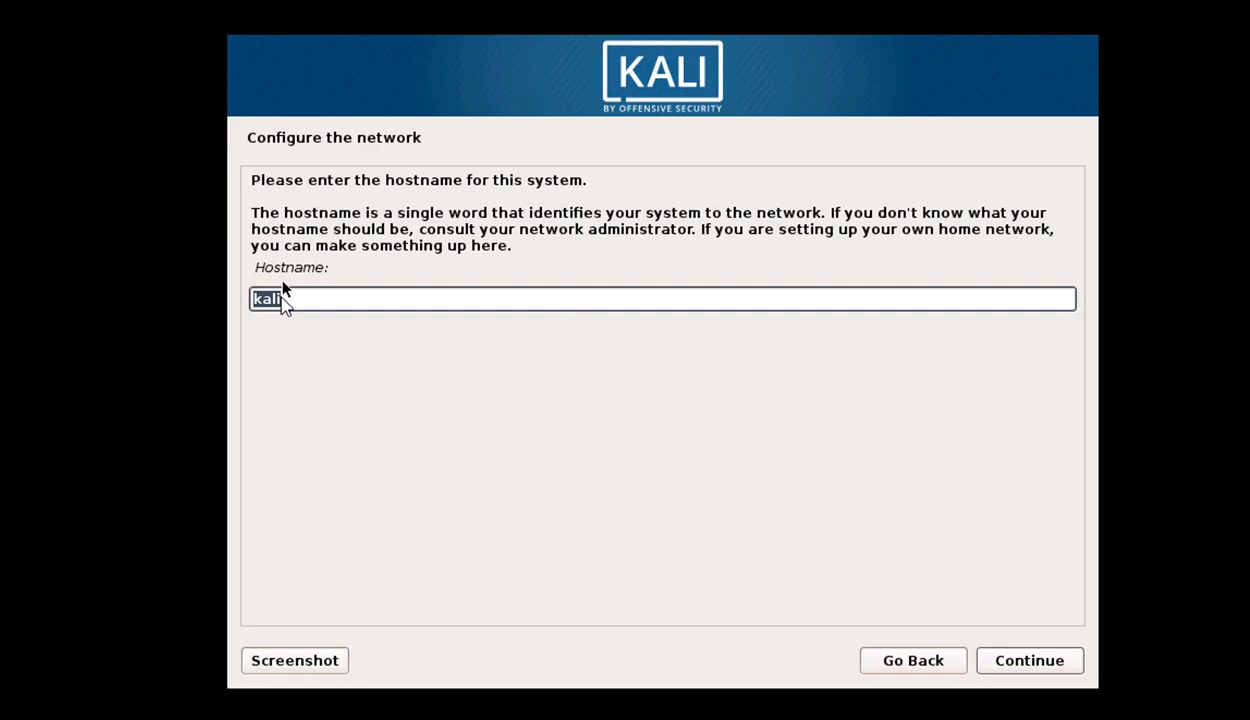 KALI
BY OFFENSIVE SECURITY
Configure the network
Please enter the hostname for this system.
The hostname is a single word that identifies your system to the network. If you don't know what your
hostname should be, consult your network administrator. If you are setting up your own home network,
you can make something up here.
Hostname:
kali
Screenshot
Go Back
Continue